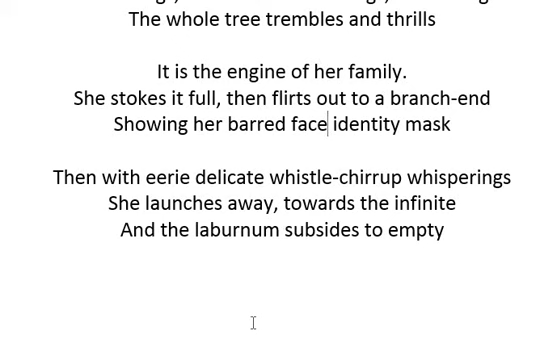 The whole tree trembles and thrills
It is the engine of her family.
She stokes it full, then flirts out to a branch-end
Showing her barred face identity mask
Then with eerie delicate whistle-chirrup whisperings
She launches away, towards the infinite
And the laburnum subsides to empty